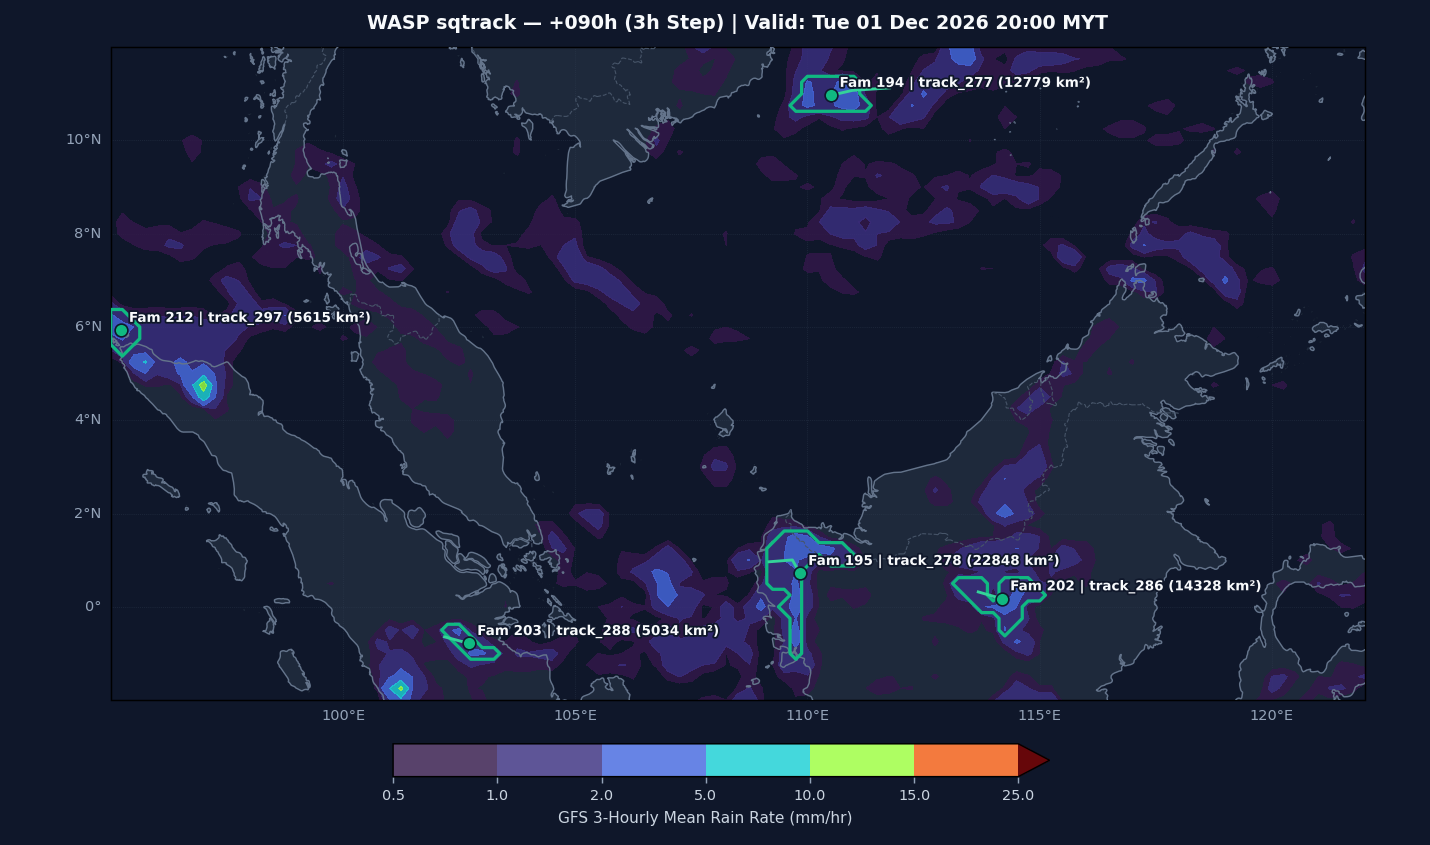 WASP sqtrack — +090h (3h Step) | Valid: Tue 01 Dec 2026 20:00 MYT
Fam 194 | track_277 (12779 km²)
10°N
8°N
Fam 212 | track_297 (5615 km²)
6°N
4°N
2°N
Fam 195 | track_278 (22848 km²)
Fam 202 | track_286 (14328 km²)
0°
Fam 203 | track_288 (5034 km²)
100°E 105°E 110°E 115°E 120°E
0.5 1.0 2.0 5.0 10.0 15.0 25.0
GFS 3-Hourly Mean Rain Rate (mm/hr)